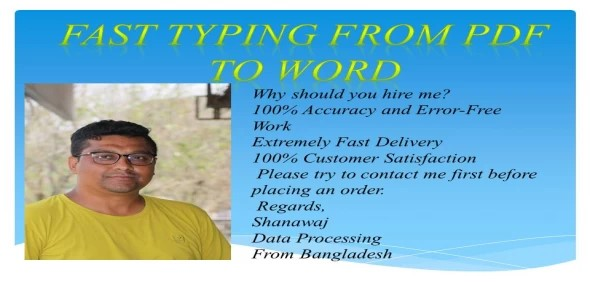 FAST TYPING FROM PDF
TO WORD
Why should you hire me?
100% Accuracy and Error-Free
Work
Extremely Fast Delivery
100% Customer Satisfaction
Please try to contact me first before
placing an order.
Regards,
Shanawaj
Data Processing
From Bangladesh